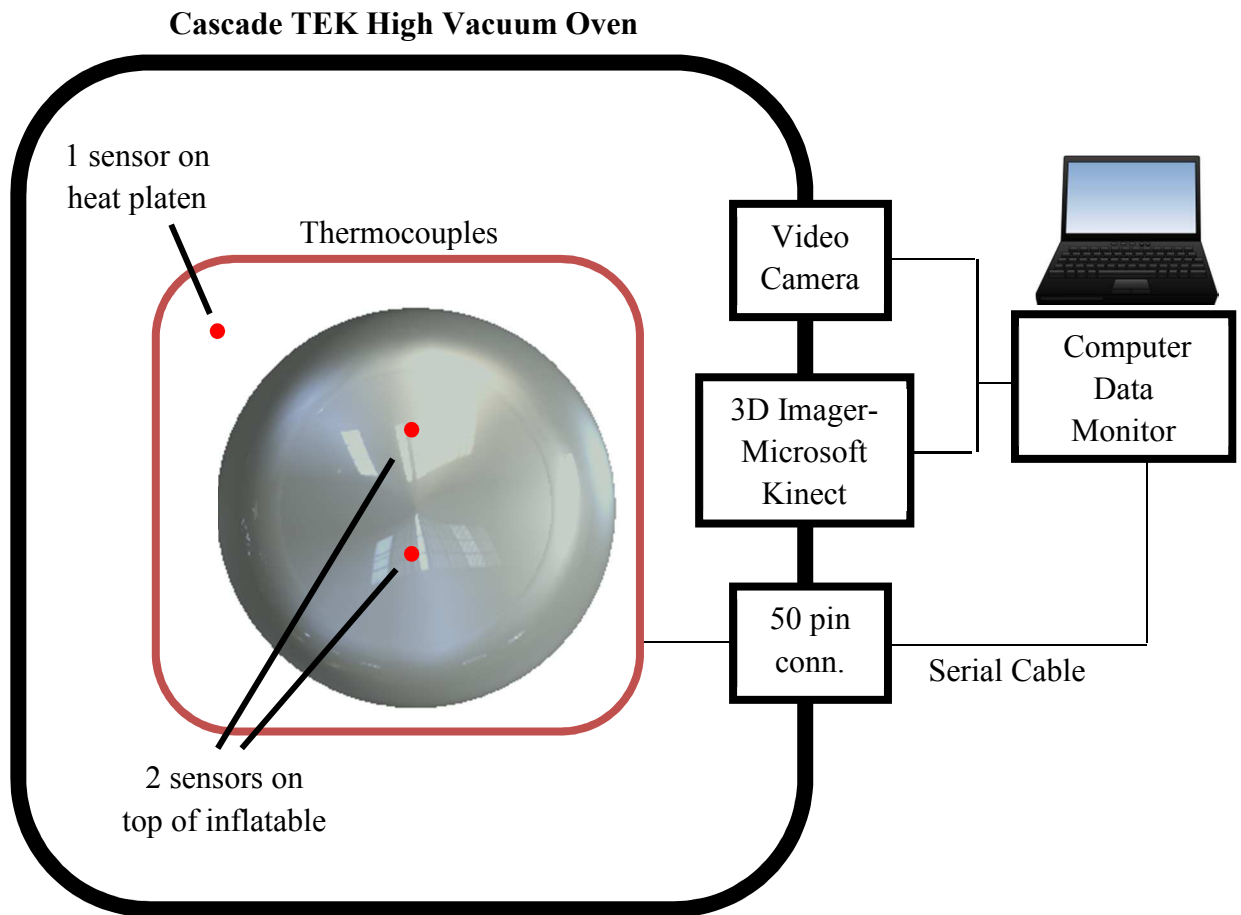 Cascade TEK High Vacuum Oven
1 sensor on
heat platen
Thermocouples
Video
Camera
3D Imager-
Microsoft
Kinect
Computer
Data
Monitor
50 pin
conn.
Serial Cable
2 sensors on
top of inflatable